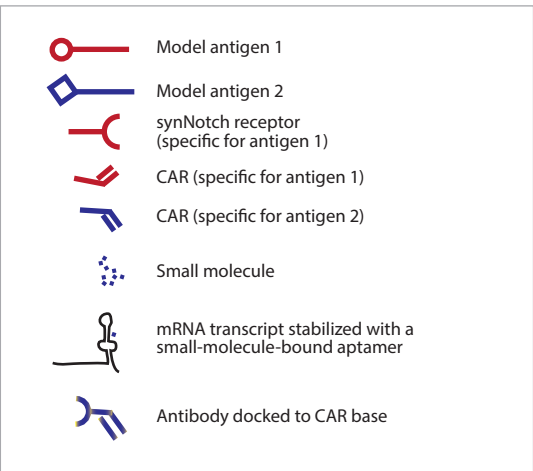 Model antigen 1
Model antigen 2
synNotch receptor
(specific for antigen 1)
CAR (specific for antigen 1)
CAR (specific for antigen 2)
Small molecule
mRNA transcript stabilized with a
small-molecule-bound aptamer
Antibody docked to CAR base